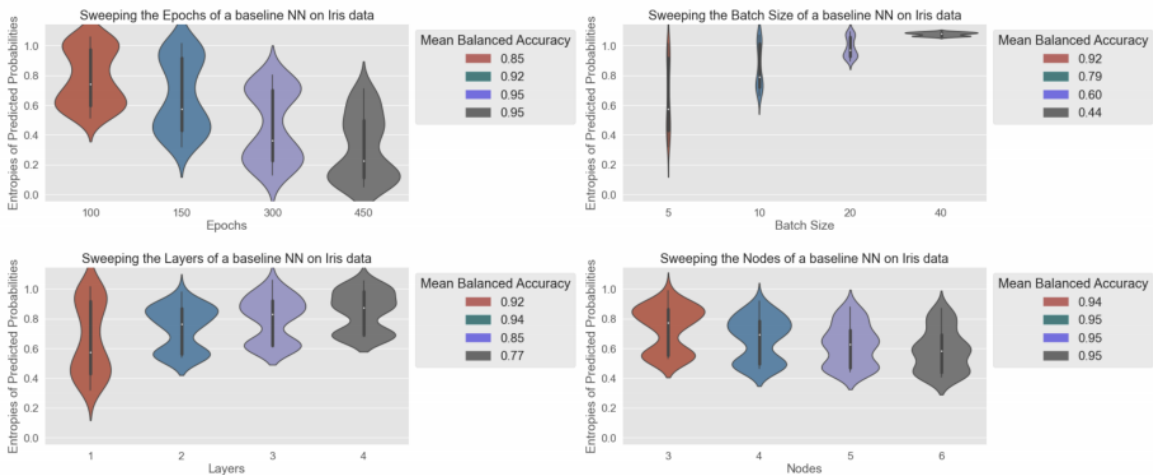 Sweeping the Epochs of a baseline NN on Iris data
Entropies of Predicted Probabilities
1.0
0.8
0.6
0.4
0.2
0.0
100 150 300 450
Epochs
Mean Balanced Accuracy
0.85
0.92
0.95
0.95
Sweeping the Batch Size of a baseline NN on Iris data
Entropies of Predicted Probabilities
1.0
0.8
0.6
0.4
0.2
0.0
5 10 20 40
Batch Size
Mean Balanced Accuracy
0.92
0.79
0.60
0.44
Sweeping the Layers of a baseline NN on Iris data
Entropies of Predicted Probabilities
1.0
0.8
0.6
0.4
0.2
0.0
1 2 3 4
Layers
Mean Balanced Accuracy
0.92
0.94
0.85
0.77
Sweeping the Nodes of a baseline NN on Iris data
Entropies of Predicted Probabilities
1.0
0.8
0.6
0.4
0.2
0.0
3 4 5 6
Nodes
Mean Balanced Accuracy
0.94
0.95
0.95
0.95